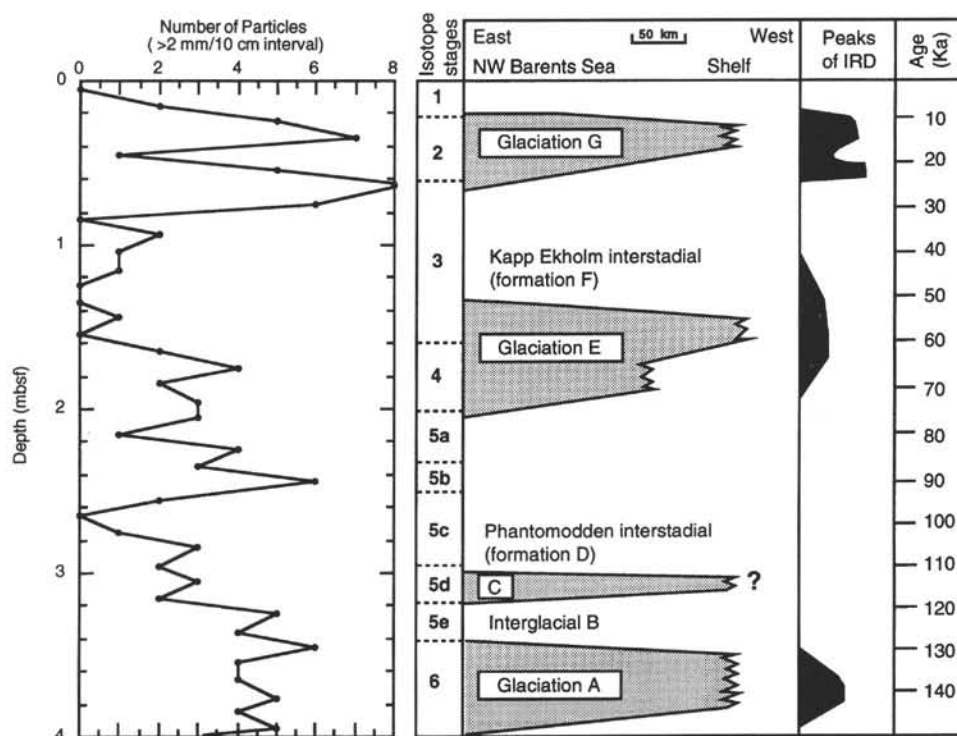 Number of Particles
( >2 mm/10 cm interval)
0 2 4 6 8
0
1
2
3
4
Depth (mbsf)
Isotope
stages
1
2
3
4
5a
5b
5c
5d
5e
6
East 50 km West
NW Barents Sea Shelf
Glaciation G
Kapp Ekholm interstadial
(formation F)
Glaciation E
Phantomodden interstadial
(formation D)
C ?
Interglacial B
Glaciation A
Peaks
of IRD
Age
(Ka)
10
20
30
40
50
60
70
80
90
100
110
120
130
140